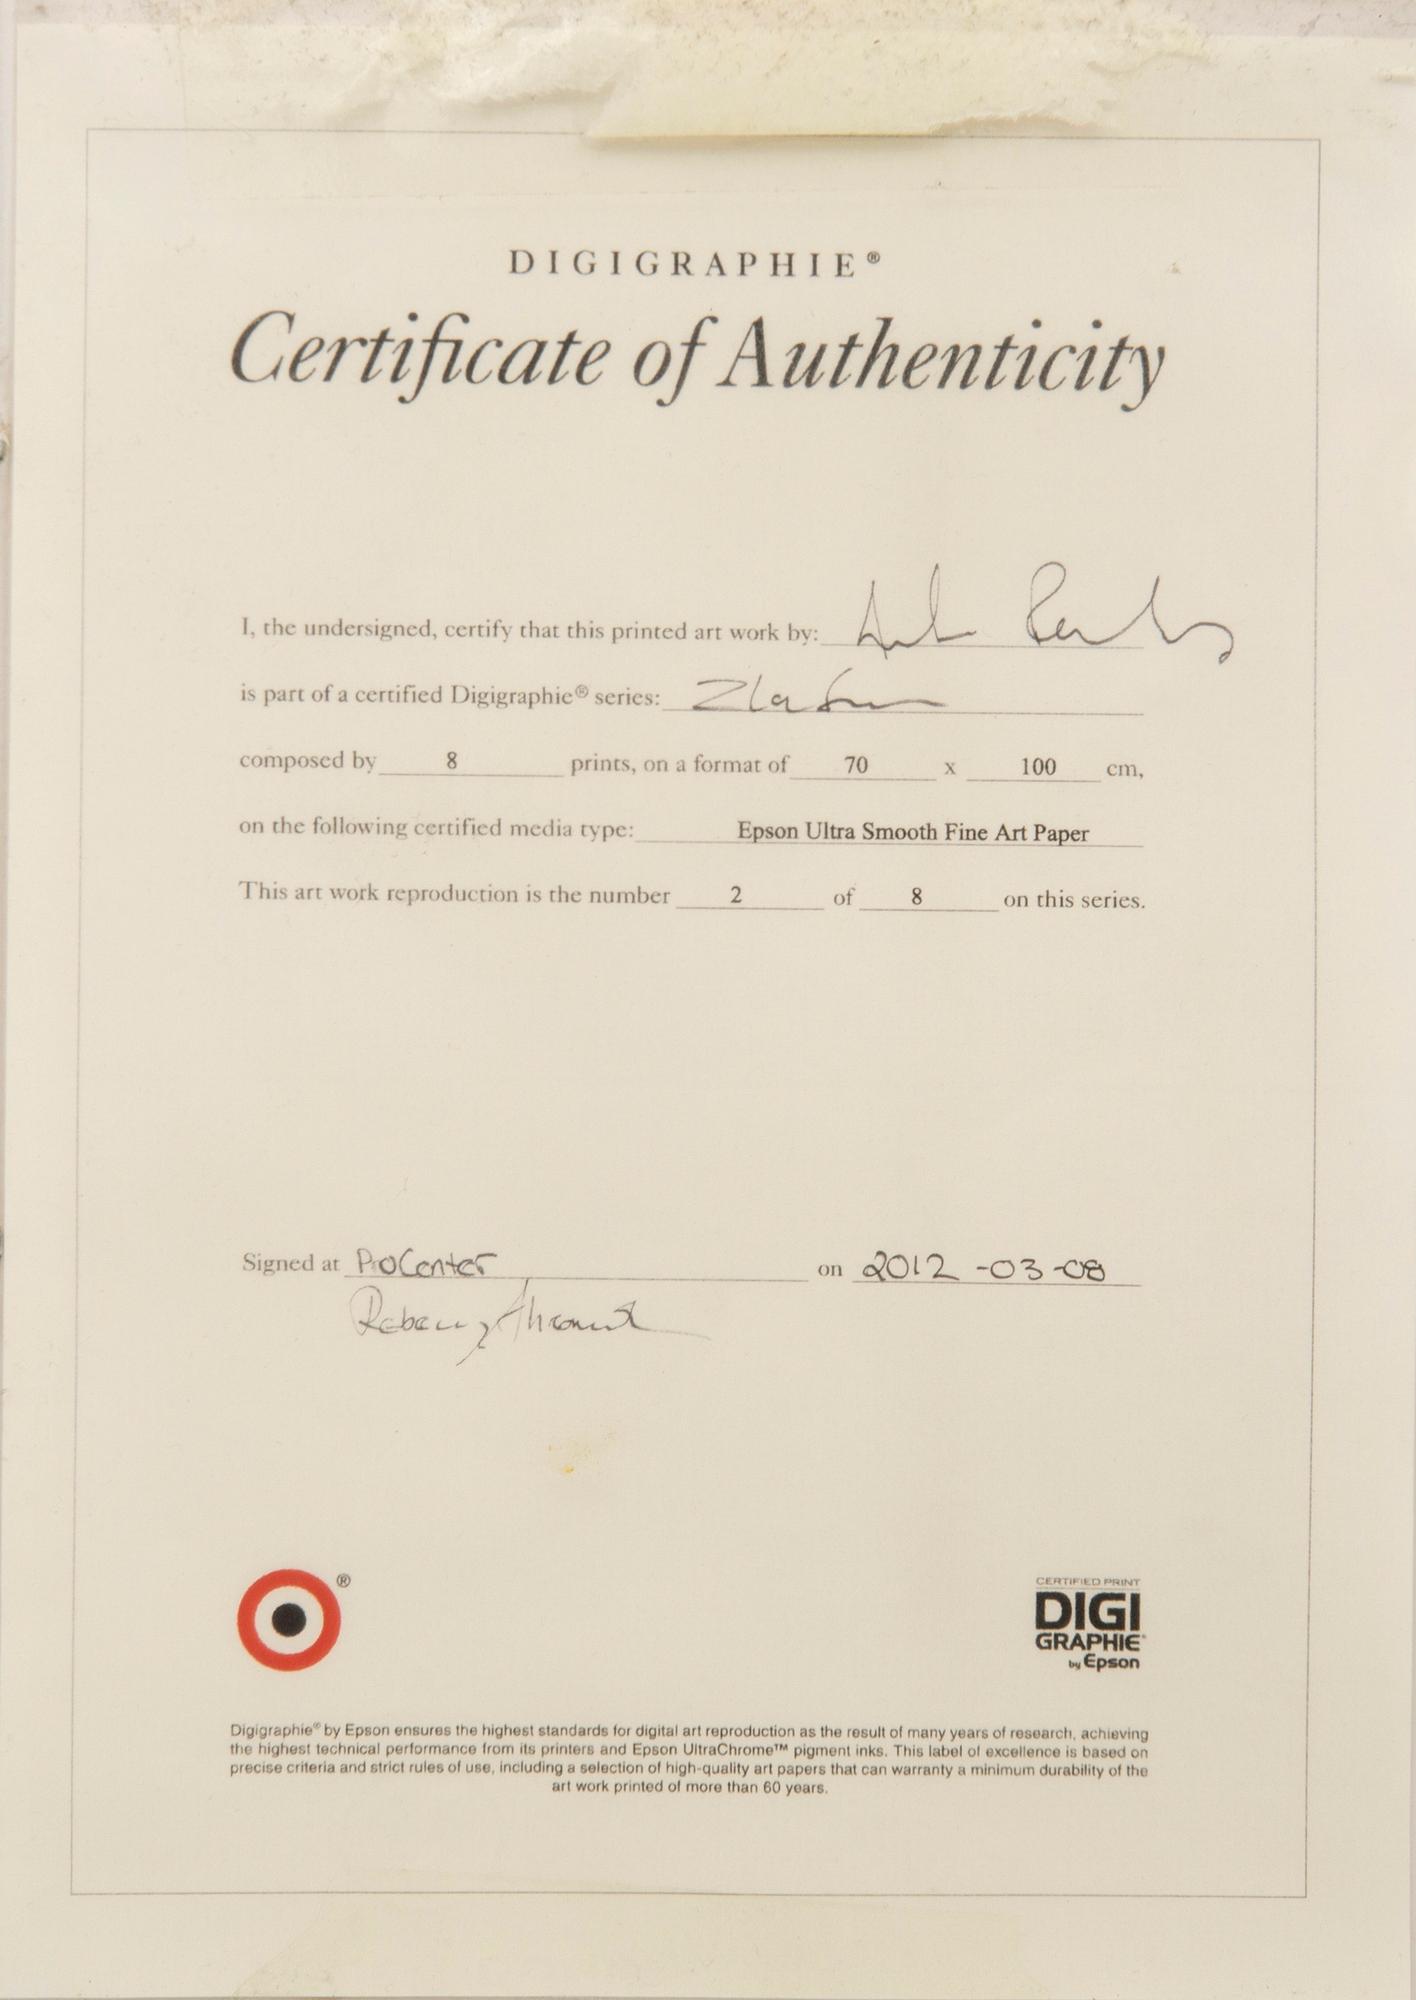 DIGIGRAPHIE®
Certificate of Authenticity
I, the undersigned, certify that this printed art work by:
is part of a certified Digigraphie® series: Zlatan
composed by 8 prints, on a format of 70 x 100 cm,
on the following certified media type: Epson Ultra Smooth Fine Art Paper
This art work reproduction is the number 2 of 8 on this series.
Signed at ProCenter on 2012-03-08
®
CERTIFIED PRINT
DIGI
GRAPHIE
by Epson
Digigraphie® by Epson ensures the highest standards for digital art reproduction as the result of many years of research, achieving
the highest technical performance from its printers and Epson UltraChrome™ pigment inks. This label of excellence is based on
precise criteria and strict rules of use, including a selection of high-quality art papers that can warranty a minimum durability of the
art work printed of more than 60 years.